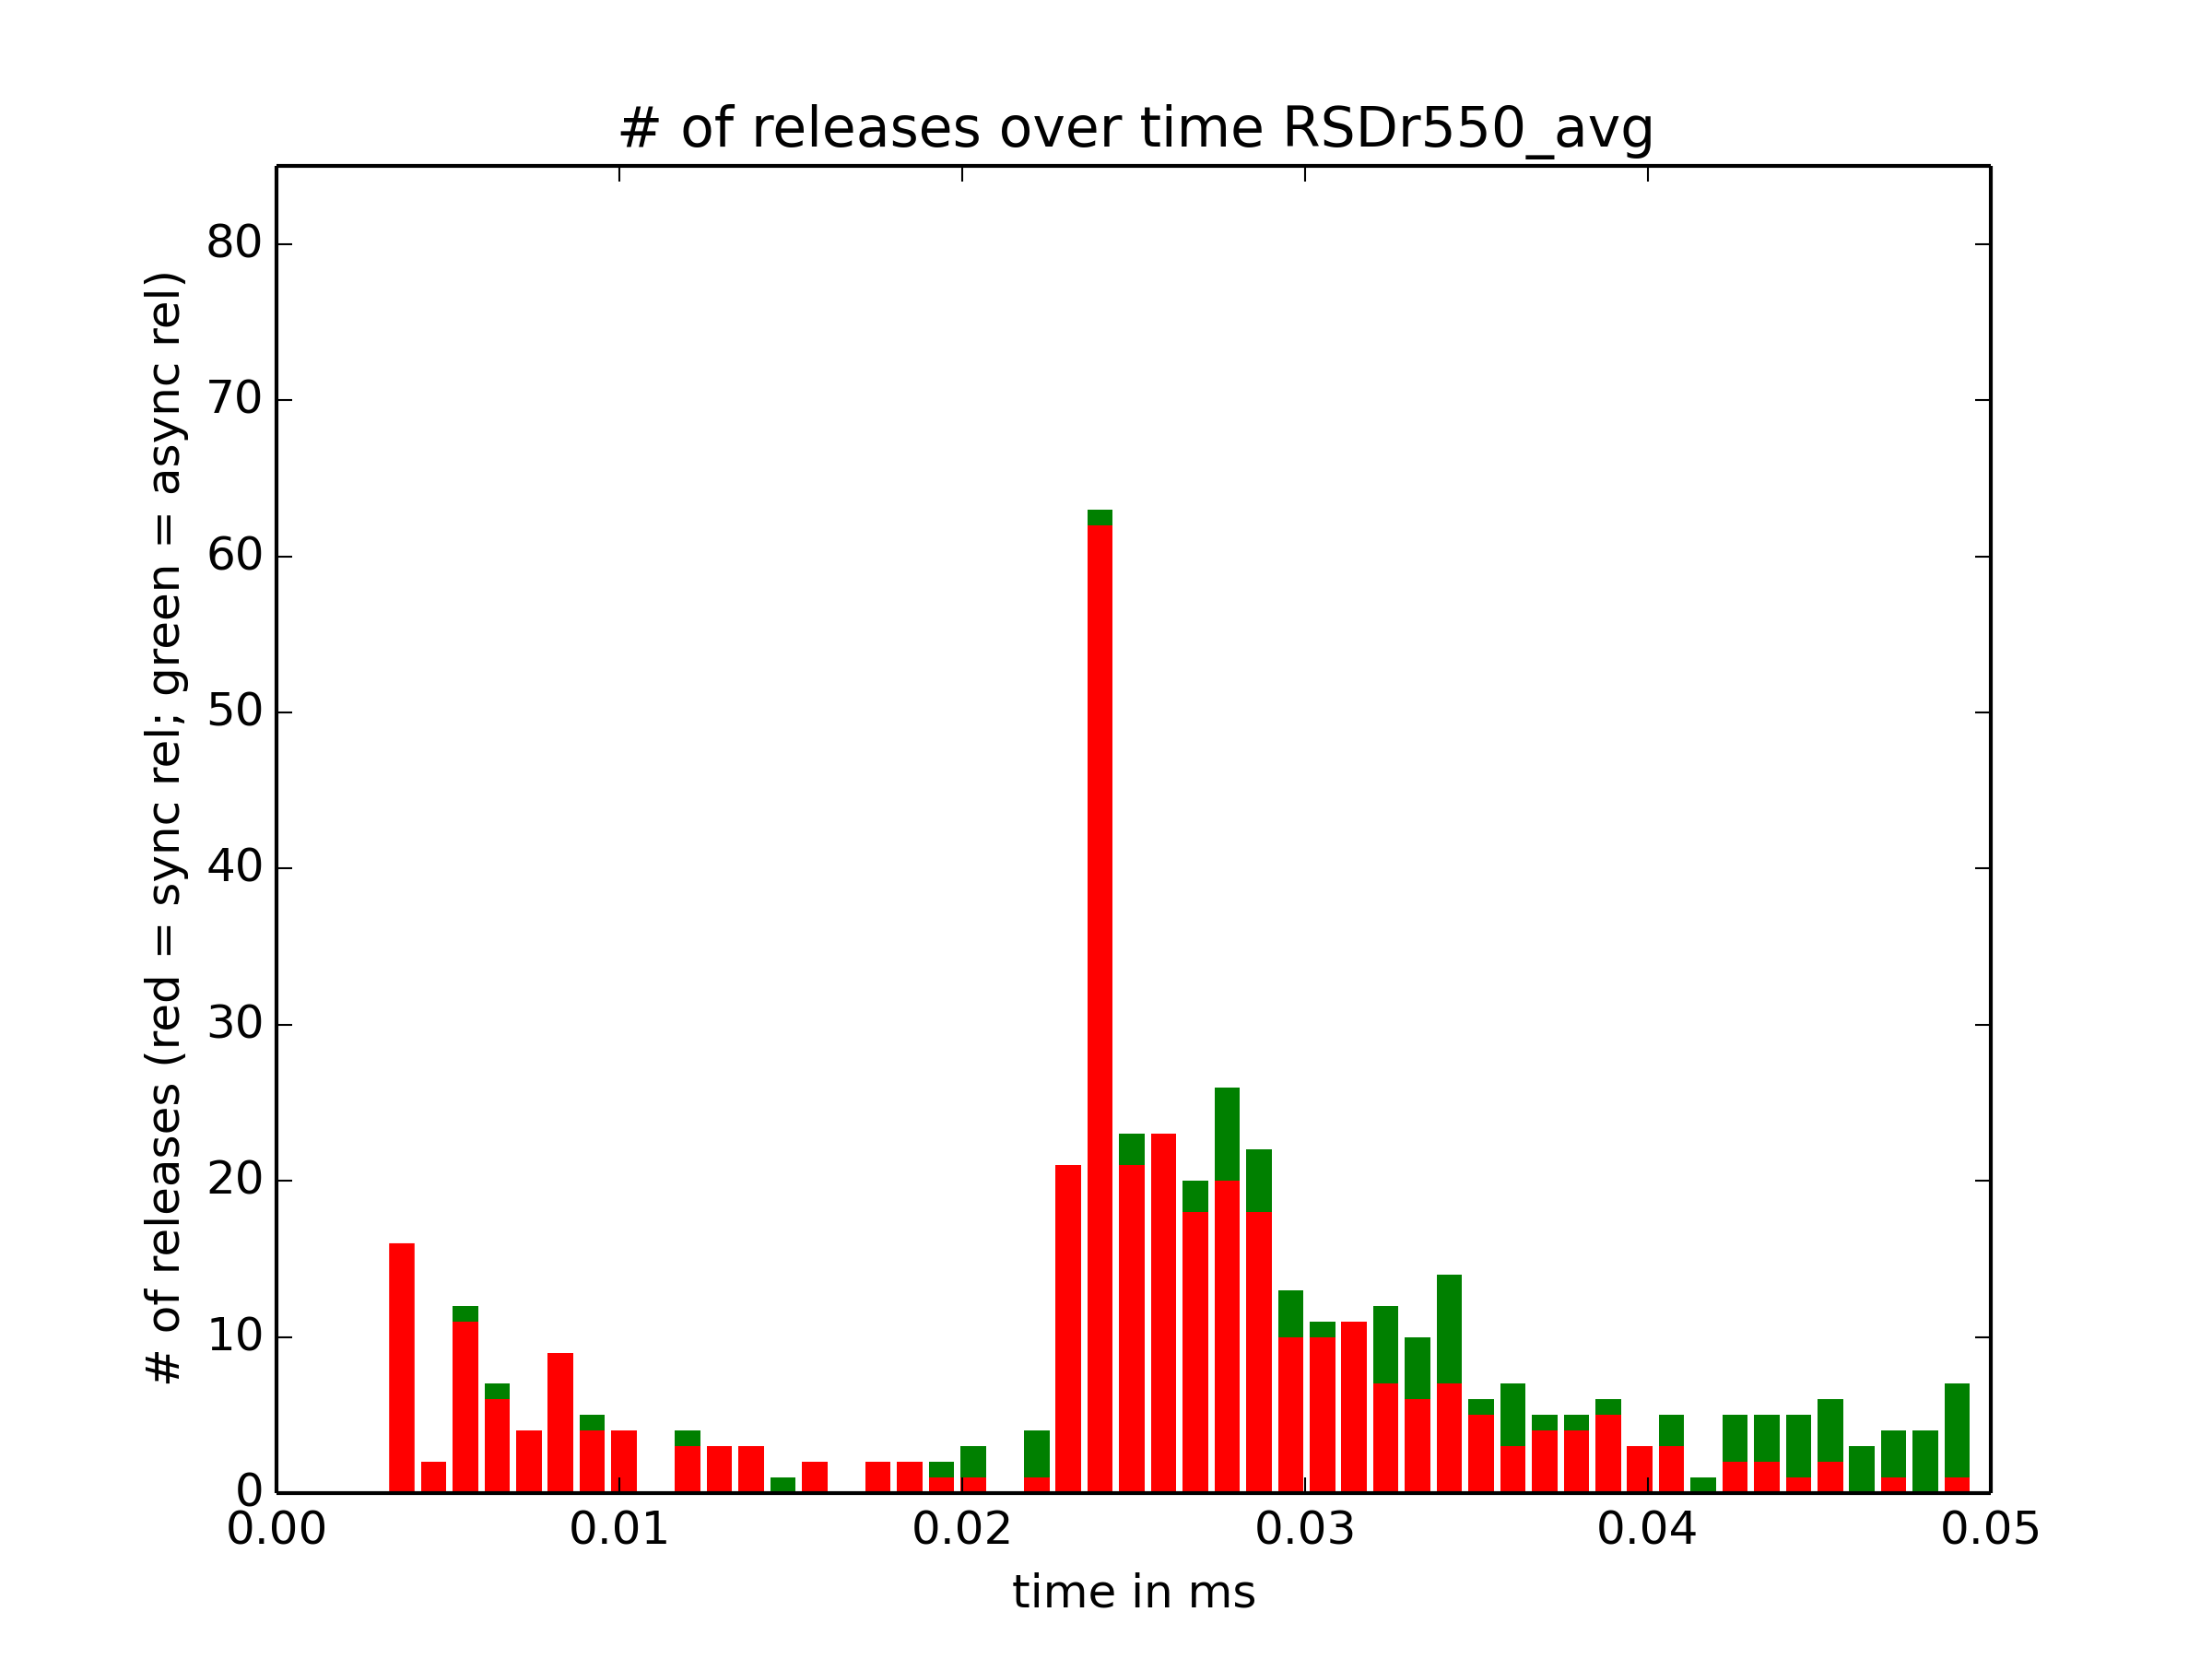 # of releases over time RSDr550_avg
# of releases (red = sync rel; green = async rel)
80
70
60
50
40
30
20
10
0
0.00 0.01 0.02 0.03 0.04 0.05
time in ms